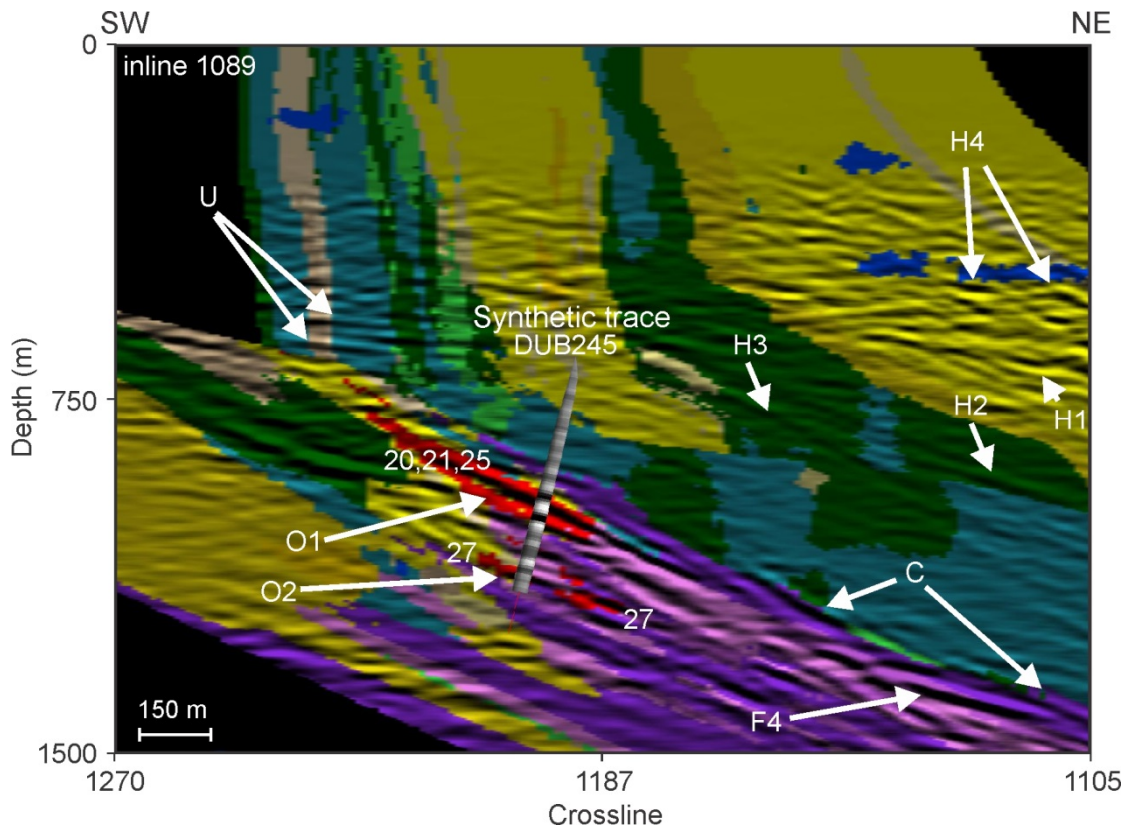 SW
NE
0
inline 1089
H4
U
Synthetic trace
DUB245
H3
750
H2
H1
Depth (m)
20,21,25
O1
27
C
O2
27
F4
150 m
1500
1270
1187
1105
Crossline